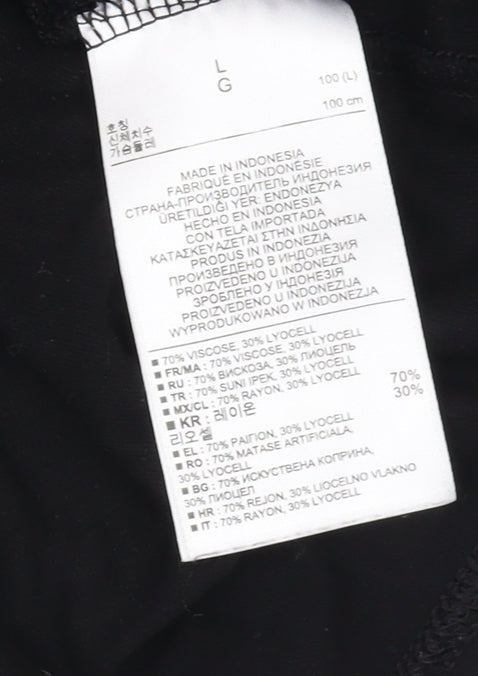 L
G
호칭 100 (L)
신체치수
가슴둘레 100 cm
MADE IN INDONESIA
FABRIQUÉ EN INDONÉSIE
СТРАНА-ПРОИЗВОДИТЕЛЬ ИНДОНЕЗИЯ
ÜRETILDIĞI YER: ENDONEZYA
HECHO EN INDONESIA
CON TELA IMPORTADA
ΚΑΤΑΣΚΕΥΑΖΕΤΑΙ ΣΤΗΝ ΙΝΔΟΝΗΣΙΑ
PRODUS IN INDONEZIA
ПРОИЗВЕДЕНО В ИНДОНЕЗИЯ
PROIZVEDENO U INDONEZIJA
ЗРОБЛЕНО У ІНДОНЕЗІЯ
PROIZVEDENO U INDONEZIJA
WYPRODUKOWANO W INDONEZJA
■ 70% VISCOSE, 30% LYOCELL
■ FR/MA : 70% VISCOSE, 30% LYOCELL
■ RU : 70% ВИСКОЗА, 30% ЛИОЦЕЛЬ
■ TR : 70% SUNI IPEK, 30% LYOCELL
■ MX/CL : 70% RAYON, 30% LYOCELL
■ KR : 레이온 70%
리오셀 30%
■ EL : 70% ΡΑΙΓΙΟΝ, 30% LYOCELL
■ RO : 70% MATASE ARTIFICIALA,
30% LYOCELL
■ BG : 70% ИСКУСТВЕНА КОПРИНА,
30% ЛИОЦЕЛ
■ HR : 70% REJON, 30% LIOCELNO VLAKNO
■ IT : 70% RAYON, 30% LYOCELL